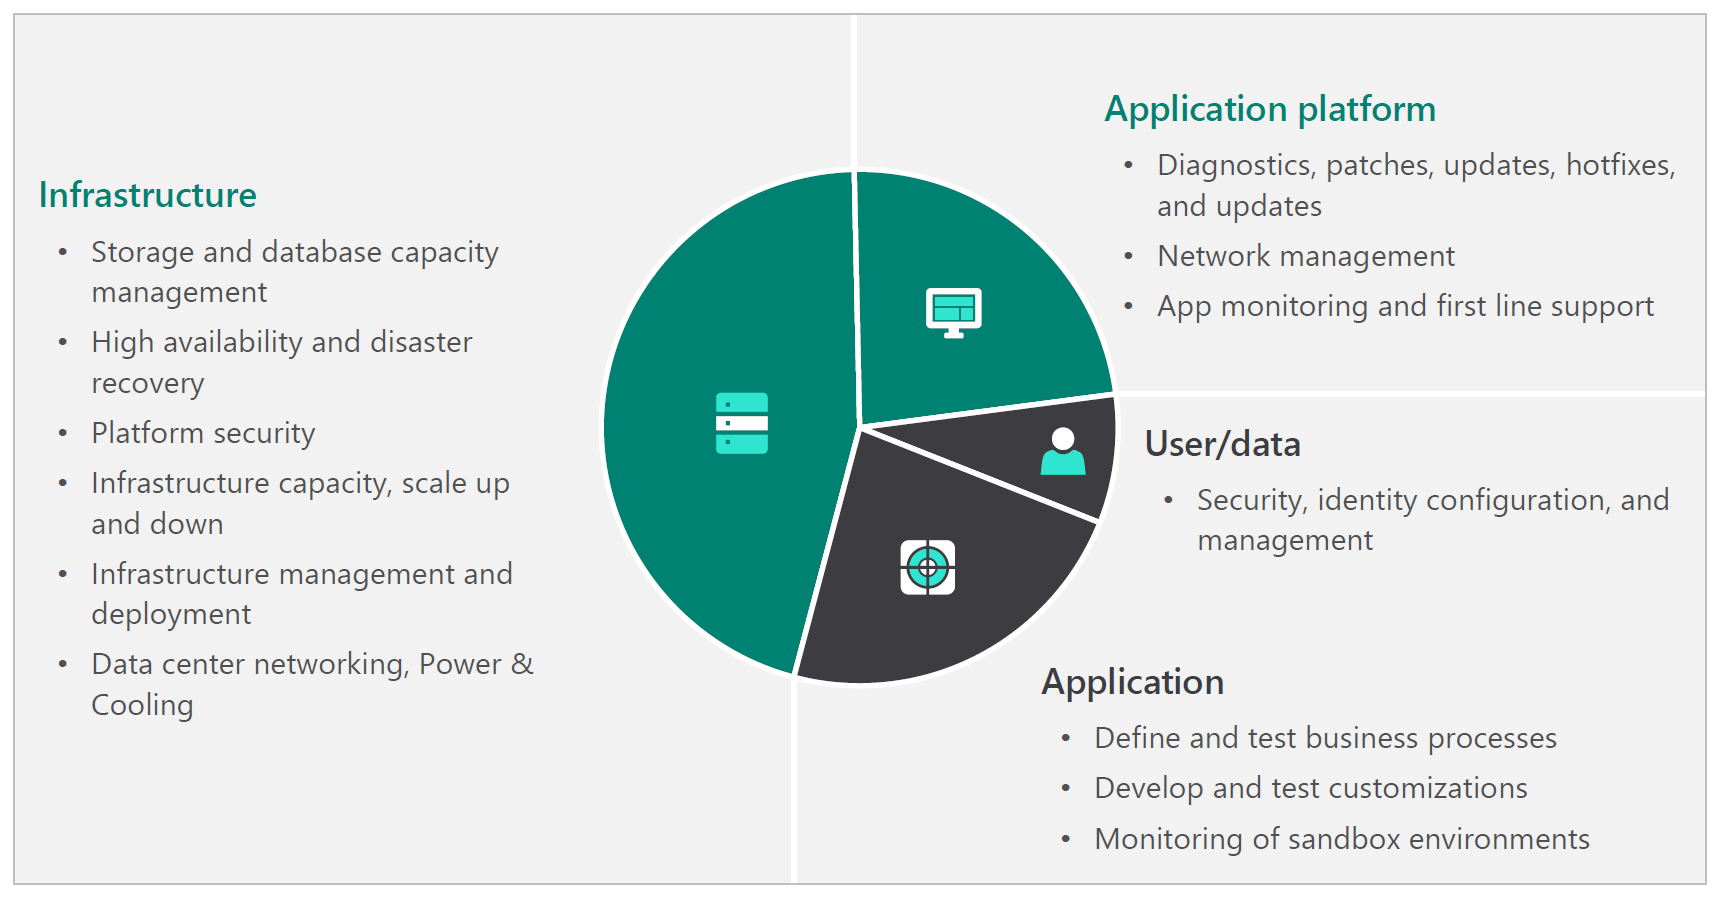 Infrastructure
• Storage and database capacity
management
• High availability and disaster
recovery
• Platform security
• Infrastructure capacity, scale up
and down
• Infrastructure management and
deployment
• Data center networking, Power &
Cooling
Application platform
• Diagnostics, patches, updates, hotfixes,
and updates
• Network management
• App monitoring and first line support
User/data
• Security, identity configuration, and
management
Application
• Define and test business processes
• Develop and test customizations
• Monitoring of sandbox environments